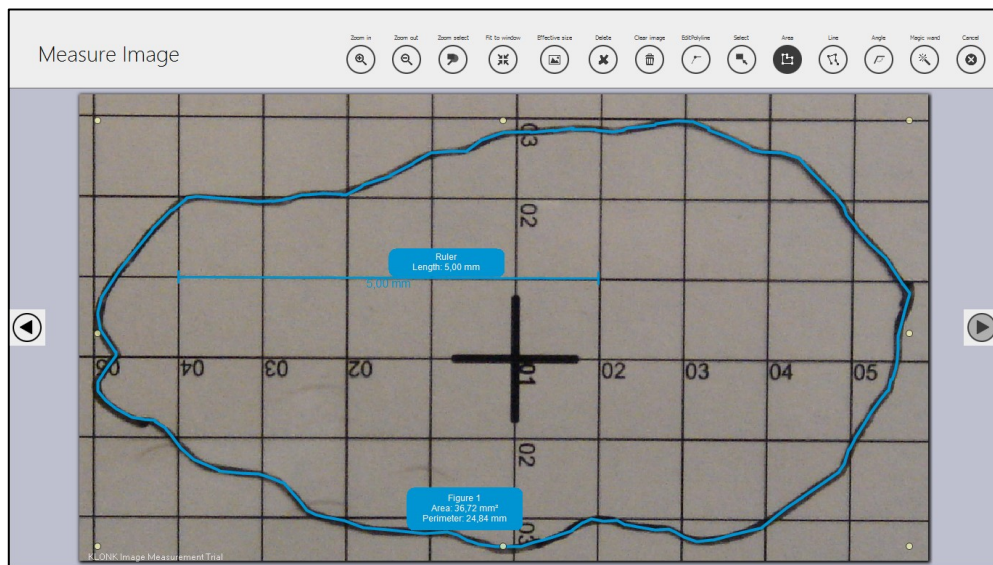 Measure Image
Zoom in
Zoom out
Zoom select
Fit to window
Effective size
Delete
Clear image
EditPolyline
Select
Area
Line
Angle
Magic wand
Cancel
03
02
Ruler
Length: 5,00 mm
5,00 mm
05
04
03
02
01
02
03
04
05
02
Figure 1
Area: 36,72 mm²
Perimeter: 24,84 mm
03
KLONK Image Measurement Trial